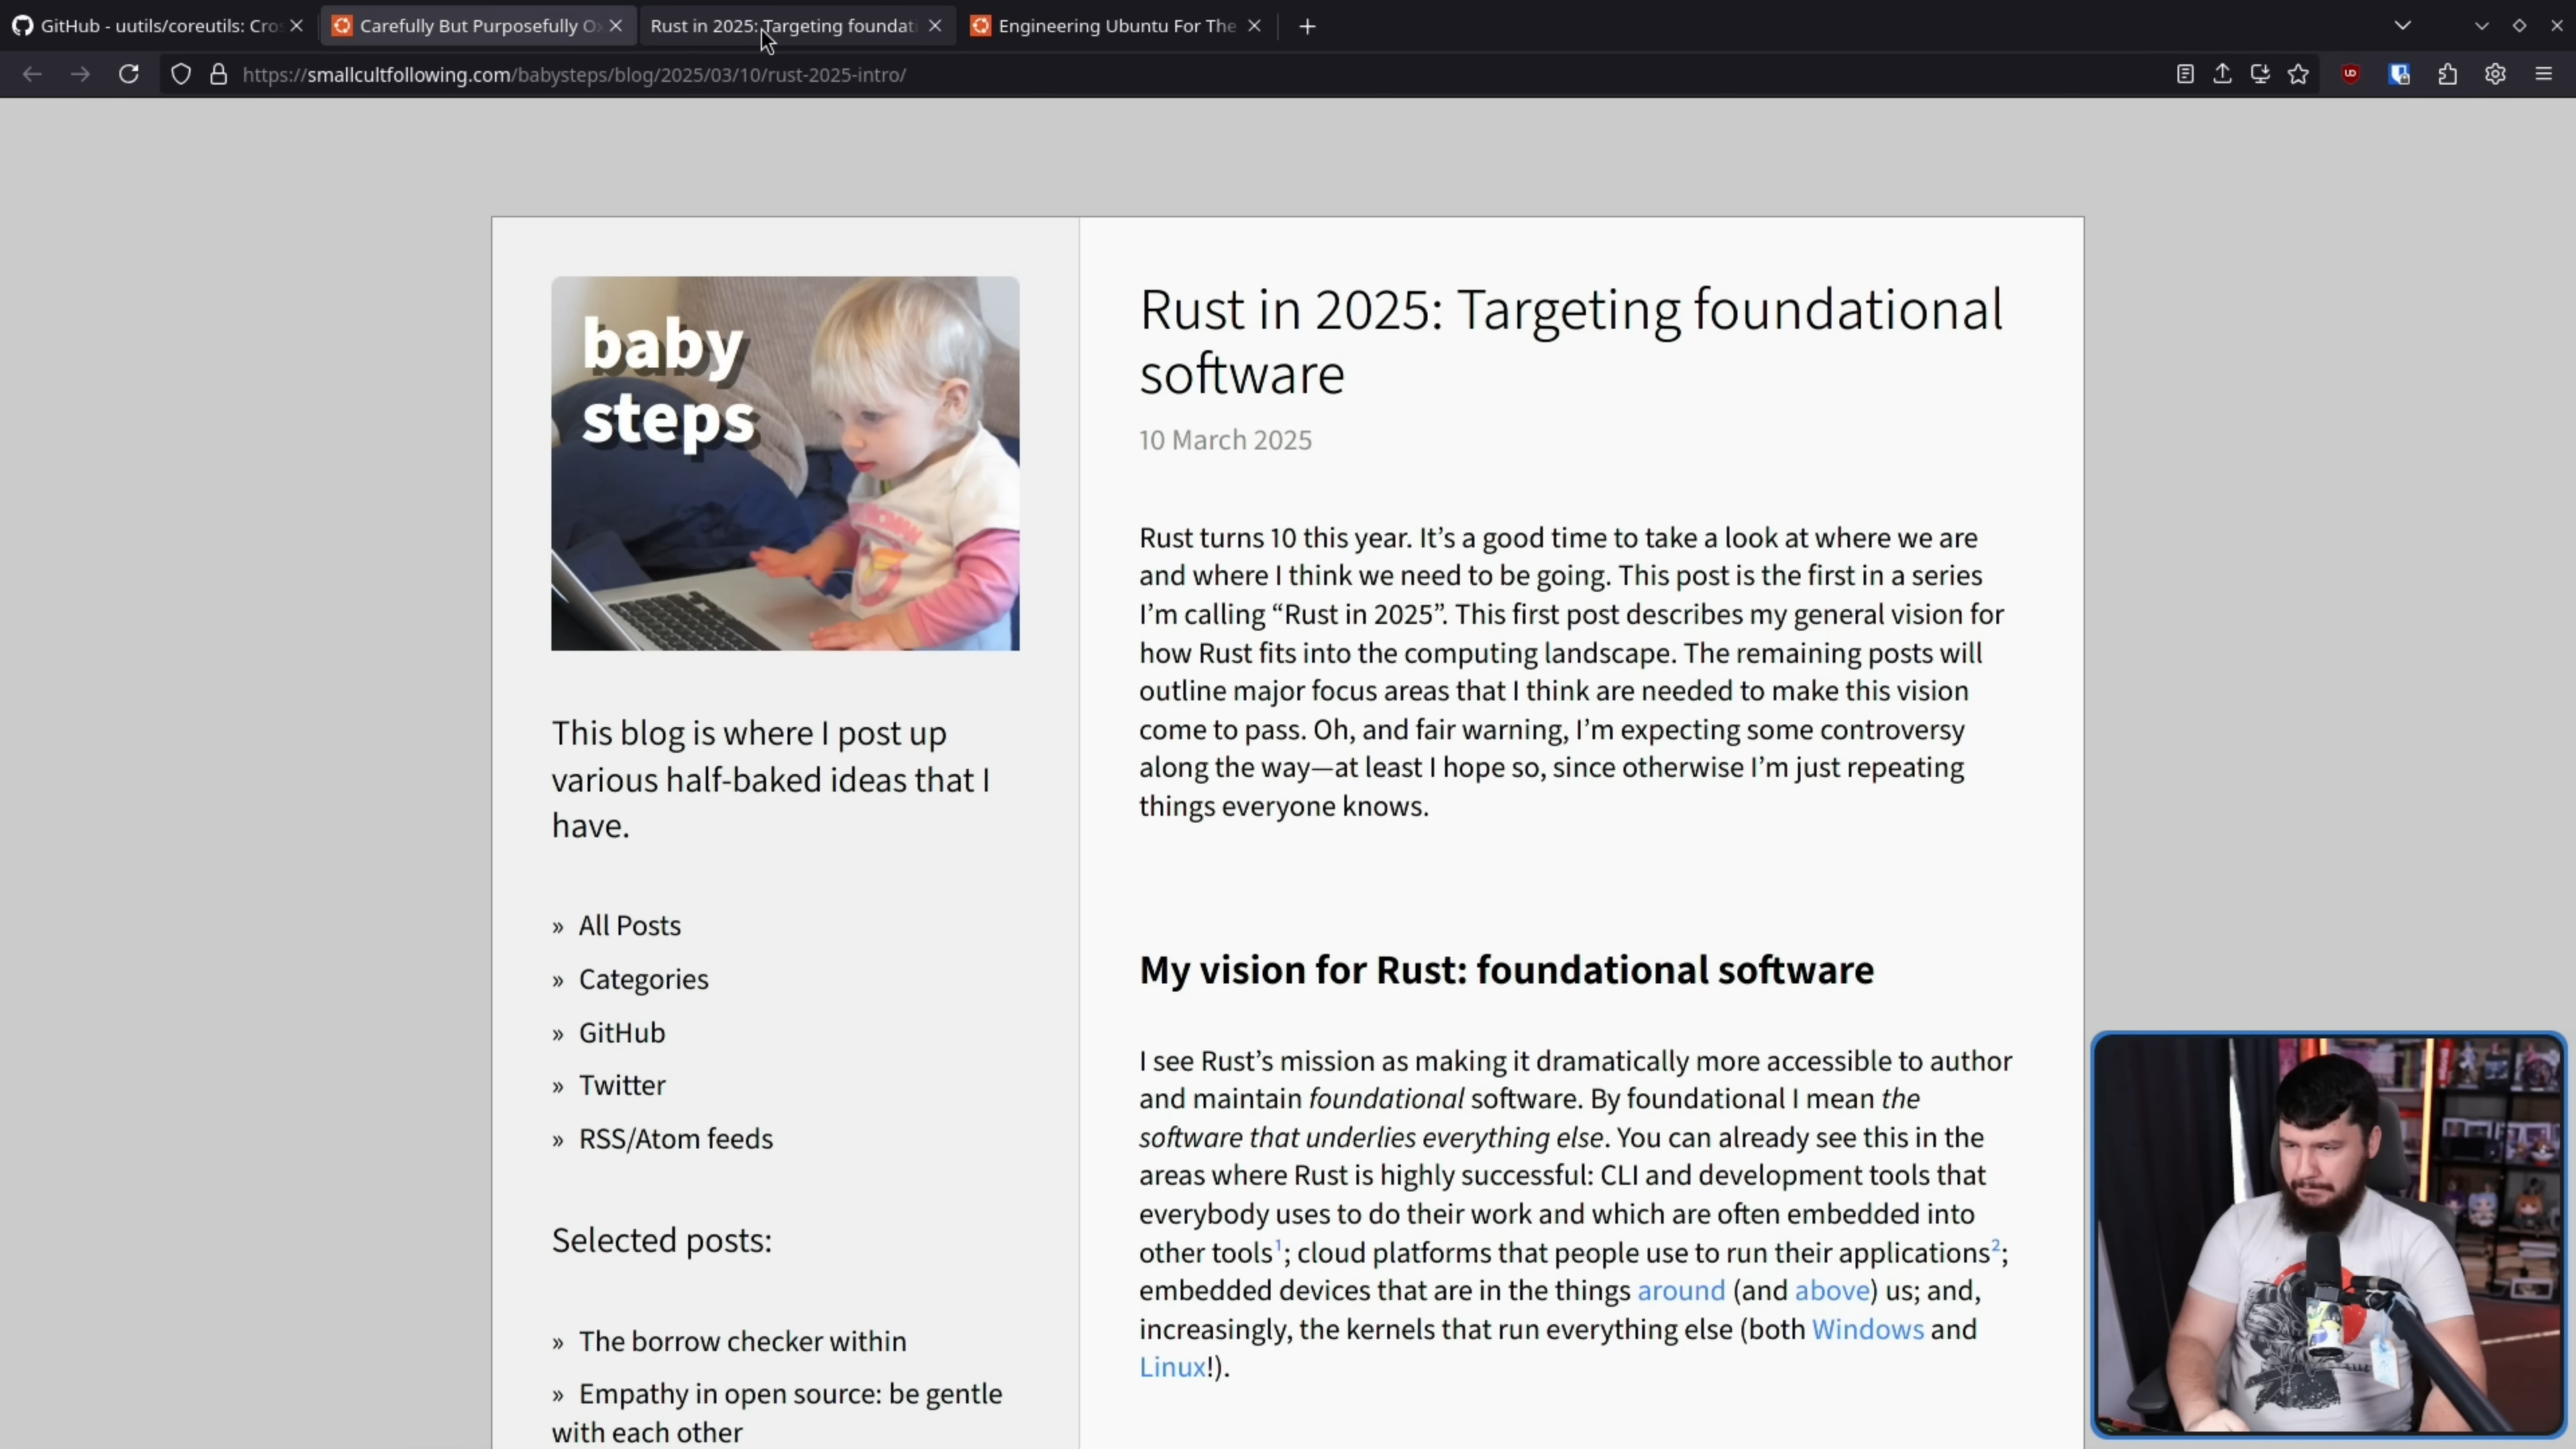 GitHub - uutils/coreutils: Cro
Carefully But Purposefully Ox
Rust in 2025: Targeting foundati
Engineering Ubuntu For The
https://smallcultfollowing.com/babysteps/blog/2025/03/10/rust-2025-intro/
baby
steps
This blog is where I post up
various half-baked ideas that I
have.
» All Posts
» Categories
» GitHub
» Twitter
» RSS/Atom feeds
Selected posts:
» The borrow checker within
» Empathy in open source: be gentle
with each other
Rust in 2025: Targeting foundational
software
10 March 2025
Rust turns 10 this year. It’s a good time to take a look at where we are
and where I think we need to be going. This post is the first in a series
I’m calling “Rust in 2025”. This first post describes my general vision for
how Rust fits into the computing landscape. The remaining posts will
outline major focus areas that I think are needed to make this vision
come to pass. Oh, and fair warning, I’m expecting some controversy
along the way—at least I hope so, since otherwise I’m just repeating
things everyone knows.
My vision for Rust: foundational software
I see Rust’s mission as making it dramatically more accessible to author
and maintain foundational software. By foundational I mean the
software that underlies everything else. You can already see this in the
areas where Rust is highly successful: CLI and development tools that
everybody uses to do their work and which are often embedded into
other tools1; cloud platforms that people use to run their applications2;
embedded devices that are in the things around (and above) us; and,
increasingly, the kernels that run everything else (both Windows and
Linux!).